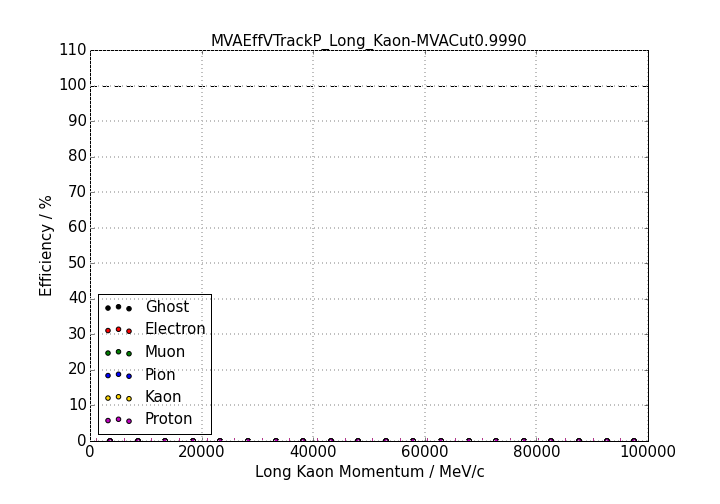 MVAEffVTrackP_Long_Kaon-MVACut0.9990
110
100
90
80
70
60
50
40
30
20
10
0
Efficiency / %
Ghost
Electron
Muon
Pion
Kaon
Proton
0 20000 40000 60000 80000 100000
Long Kaon Momentum / MeV/c